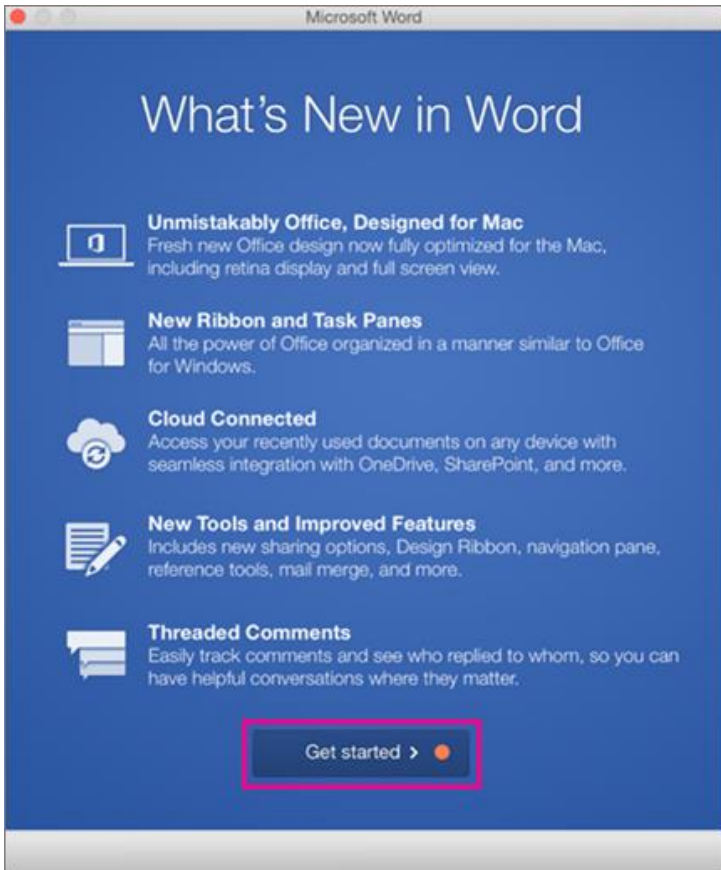 Microsoft Word
What's New in Word
Unmistakably Office, Designed for Mac
Fresh new Office design now fully optimized for the Mac,
including retina display and full screen view.
New Ribbon and Task Panes
All the power of Office organized in a manner similar to Office
for Windows.
Cloud Connected
Access your recently used documents on any device with
seamless integration with OneDrive, SharePoint, and more.
New Tools and Improved Features
Includes new sharing options, Design Ribbon, navigation pane,
reference tools, mail merge, and more.
Threaded Comments
Easily track comments and see who replied to whom, so you can
have helpful conversations where they matter.
Get started >